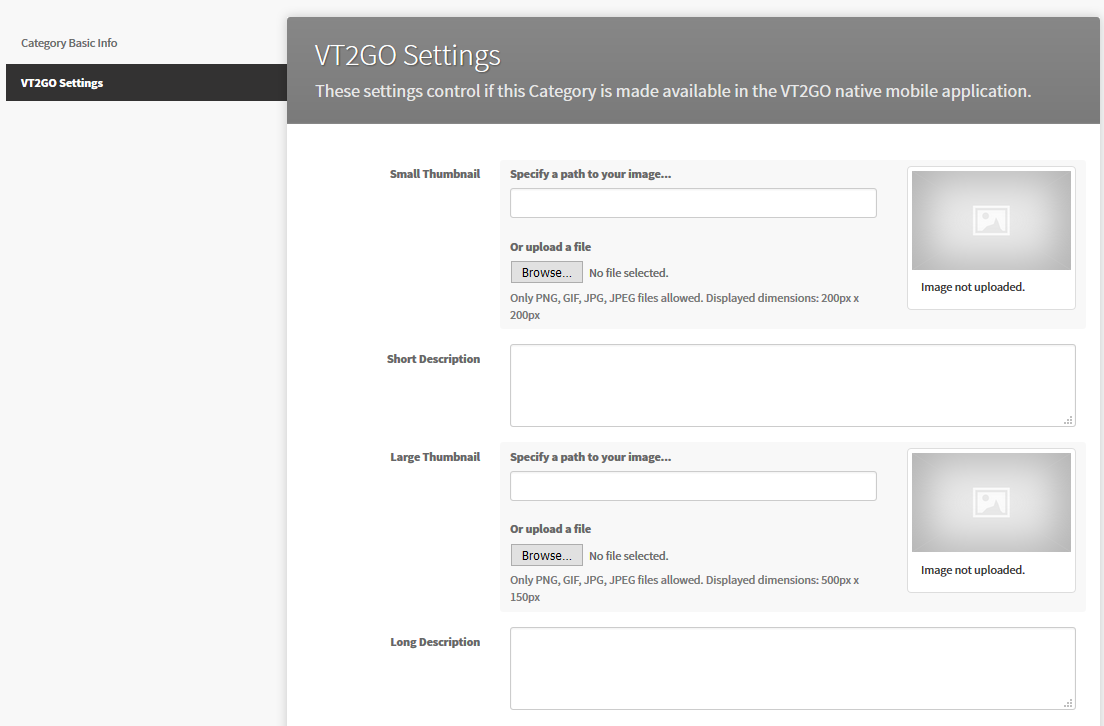 Category Basic Info
VT2GO Settings
VT2GO Settings
These settings control if this Category is made available in the VT2GO native mobile application.
Small Thumbnail
Specify a path to your image...
Or upload a file
Browse... No file selected.
Only PNG, GIF, JPG, JPEG files allowed. Displayed dimensions: 200px x
200px
Image not uploaded.
Short Description
Large Thumbnail
Specify a path to your image...
Or upload a file
Browse... No file selected.
Only PNG, GIF, JPG, JPEG files allowed. Displayed dimensions: 500px x
150px
Image not uploaded.
Long Description